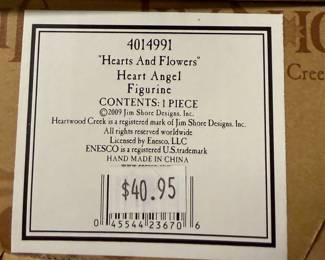 4014991
"Hearts And Flowers"
Heart Angel
Figurine
CONTENTS: 1 PIECE
©2009 Jim Shore Designs, Inc.
Heartwood Creek is a registered mark of Jim Shore Designs, Inc.
All rights reserved worldwide
Licensed by Enesco, LLC
ENESCO is a registered U.S.trademark
HAND MADE IN CHINA
$40.95
0 45544 23670 6
Cree